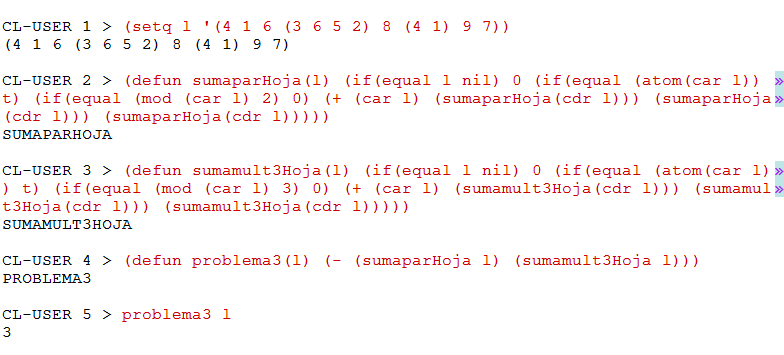 CL-USER 1 > (setq l '(4 1 6 (3 6 5 2) 8 (4 1) 9 7))
(4 1 6 (3 6 5 2) 8 (4 1) 9 7)
CL-USER 2 > (defun sumaparHoja(l) (if(equal l nil) 0 (if(equal (atom(car l)) »
t) (if(equal (mod (car l) 2) 0) (+ (car l) (sumaparHoja(cdr l))) (sumaparHoja»
(cdr l))) (sumaparHoja(cdr l)))))
SUMAPARHOJA
CL-USER 3 > (defun sumamult3Hoja(l) (if(equal l nil) 0 (if(equal (atom(car l)»
) t) (if(equal (mod (car l) 3) 0) (+ (car l) (sumamult3Hoja(cdr l))) (sumamul»
t3Hoja(cdr l))) (sumamult3Hoja(cdr l)))))
SUMAMULT3HOJA
CL-USER 4 > (defun problema3(l) (- (sumaparHoja l) (sumamult3Hoja l)))
PROBLEMA3
CL-USER 5 > problema3 l
3